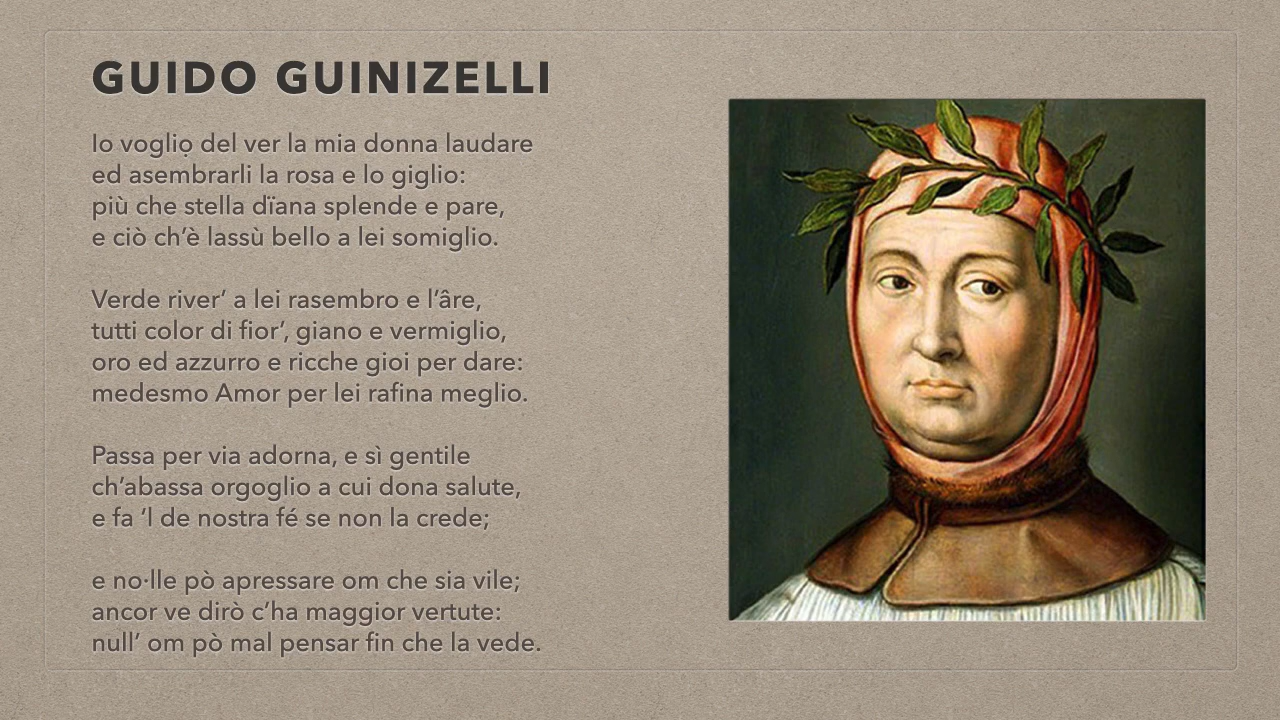 GUIDO GUINIZELLI
Io voglio del ver la mia donna laudare
ed asembrarli la rosa e lo giglio:
più che stella dïana splende e pare,
e ciò ch’è lassù bello a lei somiglio.
Verde river’ a lei rasembro e l’âre,
tutti color di fior’, giano e vermiglio,
oro ed azzurro e ricche gioi per dare:
medesmo Amor per lei rafina meglio.
Passa per via adorna, e sì gentile
ch’abassa orgoglio a cui dona salute,
e fa ‘l de nostra fé se non la crede;
e no·lle pò apressare om che sia vile;
ancor ve dirò c’ha maggior vertute:
null’ om pò mal pensar fin che la vede.